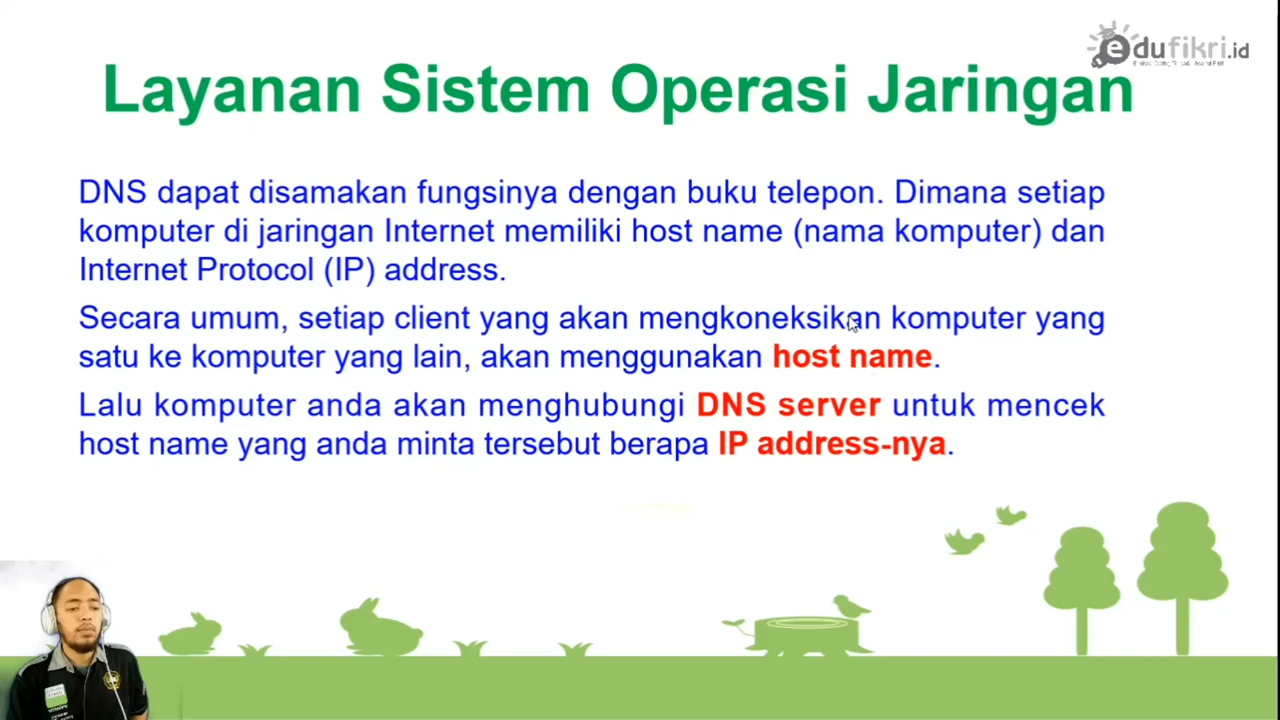 edufikri.id
Layanan Sistem Operasi Jaringan
DNS dapat disamakan fungsinya dengan buku telepon. Dimana setiap
komputer di jaringan Internet memiliki host name (nama komputer) dan
Internet Protocol (IP) address.
Secara umum, setiap client yang akan mengkoneksikan komputer yang
satu ke komputer yang lain, akan menggunakan host name.
Lalu komputer anda akan menghubungi DNS server untuk mencek
host name yang anda minta tersebut berapa IP address-nya.